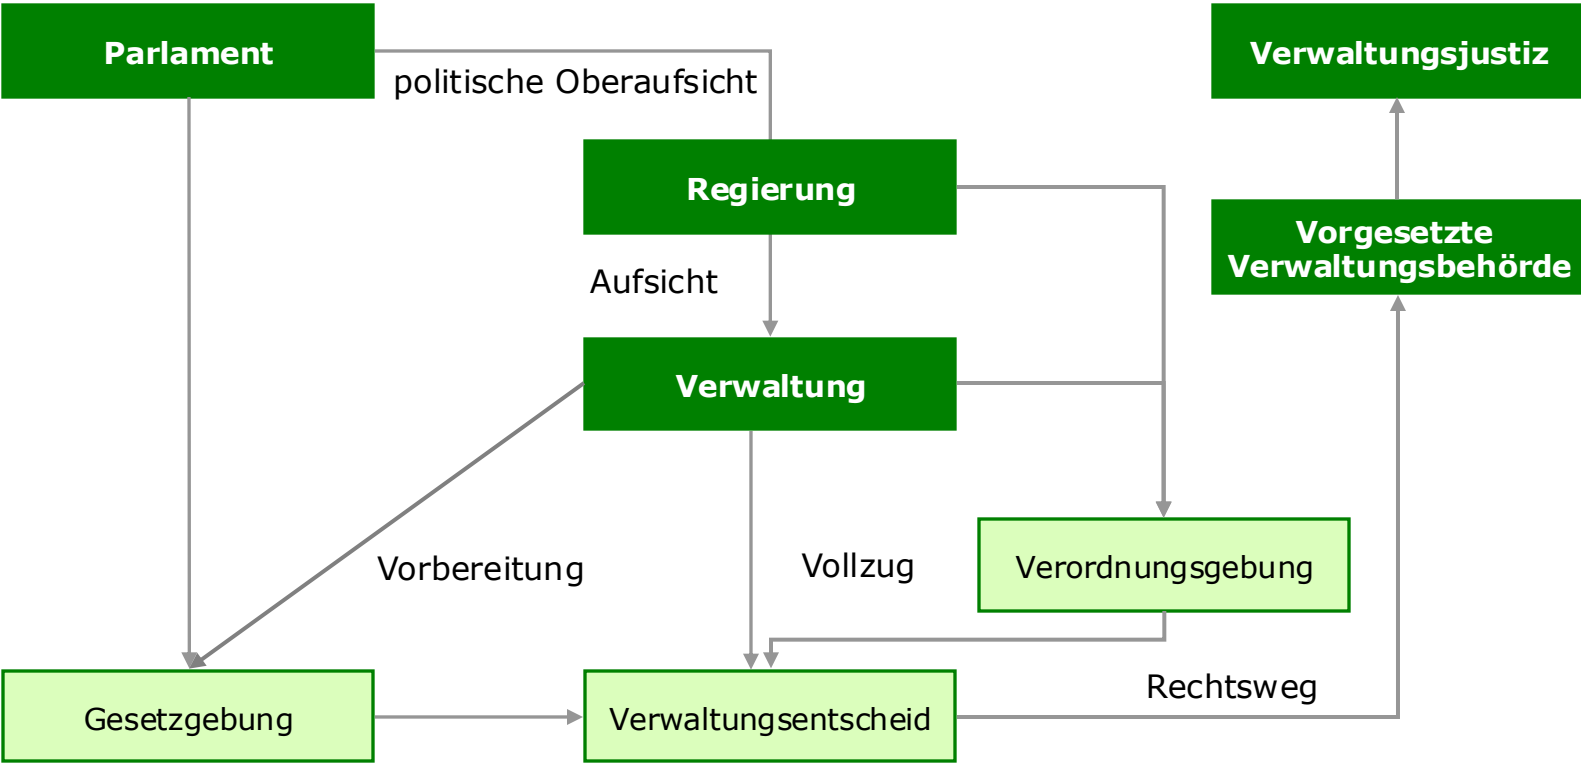 Parlament
Verwaltungsjustiz
politische Oberaufsicht
Regierung
Vorgesetzte
Verwaltungsbehörde
Aufsicht
Verwaltung
Vorbereitung
Vollzug
Verordnungsgebung
Rechtsweg
Gesetzgebung
Verwaltungsentscheid